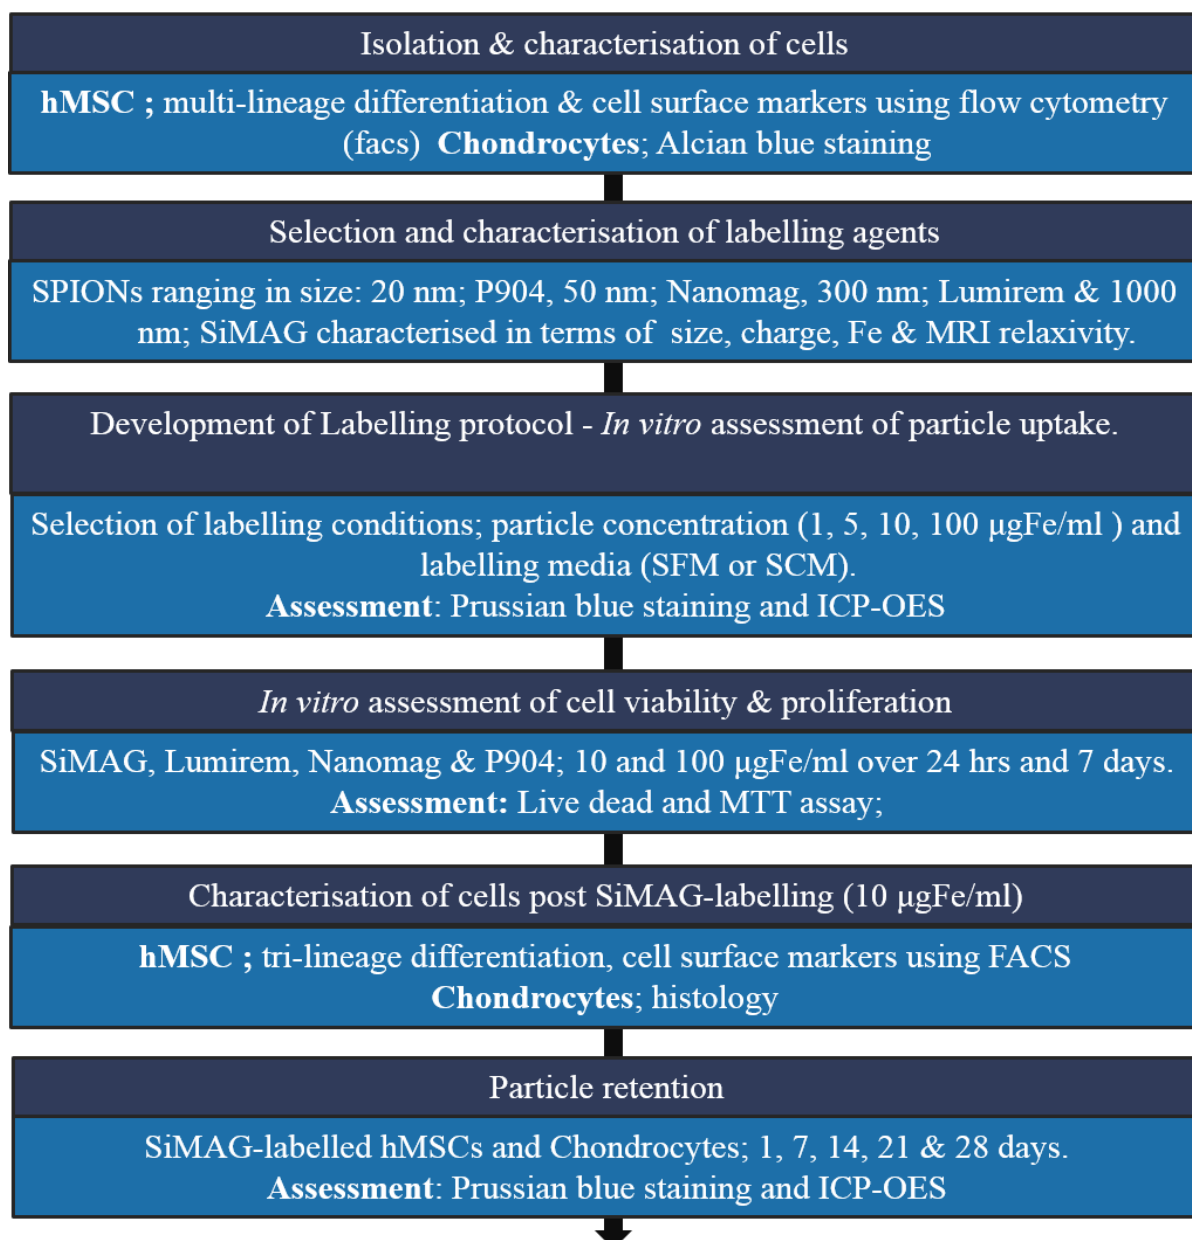 Isolation & characterisation of cells
hMSC ; multi-lineage differentiation & cell surface markers using flow cytometry
(facs) Chondrocytes; Alcian blue staining
Selection and characterisation of labelling agents
SPIONs ranging in size: 20 nm; P904, 50 nm; Nanomag, 300 nm; Lumirem & 1000
nm; SiMAG characterised in terms of size, charge, Fe & MRI relaxivity.
Development of Labelling protocol - In vitro assessment of particle uptake.
Selection of labelling conditions; particle concentration (1, 5, 10, 100 µgFe/ml ) and
labelling media (SFM or SCM).
Assessment: Prussian blue staining and ICP-OES
In vitro assessment of cell viability & proliferation
SiMAG, Lumirem, Nanomag & P904; 10 and 100 µgFe/ml over 24 hrs and 7 days.
Assessment: Live dead and MTT assay;
Characterisation of cells post SiMAG-labelling (10 µgFe/ml)
hMSC ; tri-lineage differentiation, cell surface markers using FACS
Chondrocytes; histology
Particle retention
SiMAG-labelled hMSCs and Chondrocytes; 1, 7, 14, 21 & 28 days.
Assessment: Prussian blue staining and ICP-OES